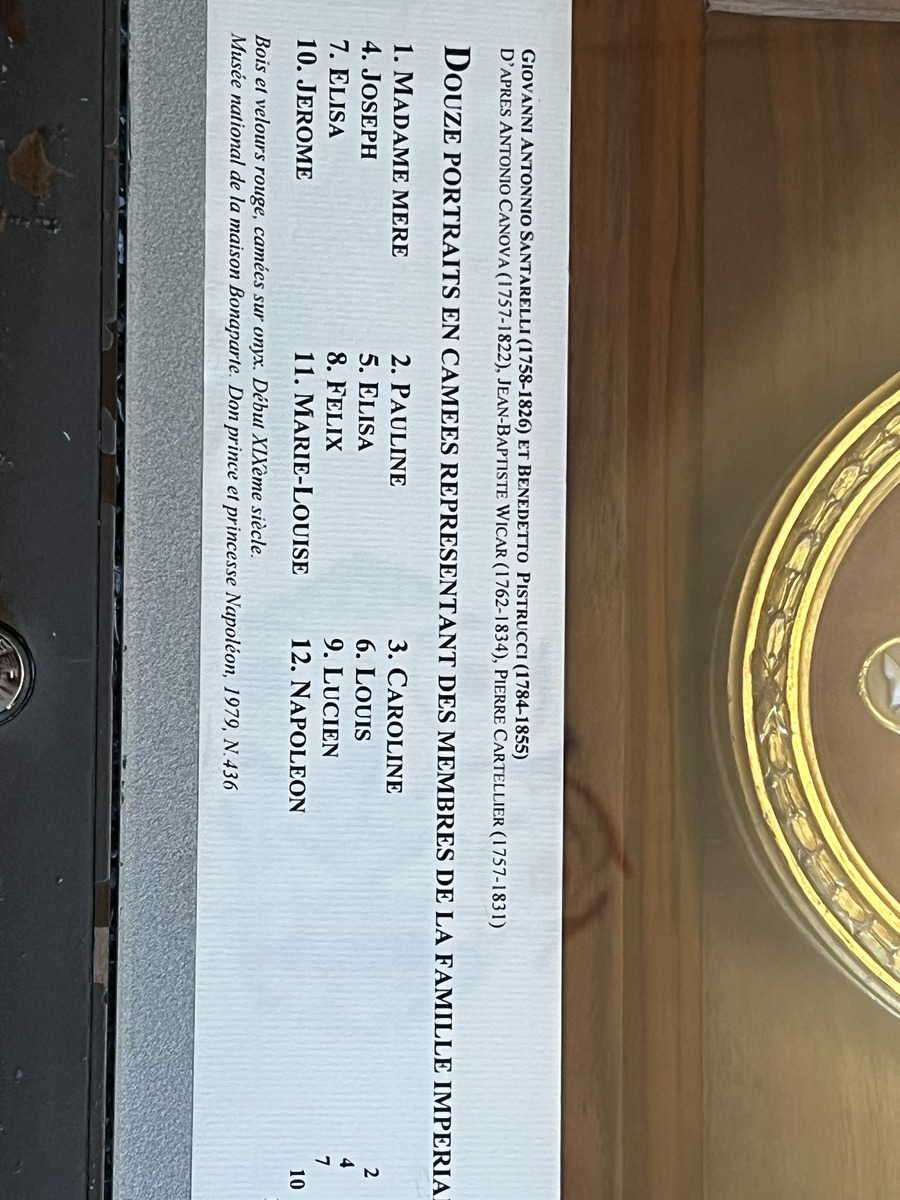 GIOVANNI ANTONNIO SANTARELLI (1758-1826) ET BENEDETTO PISTRUCCI (1784-1855)
D'APRES ANTONIO CANOVA (1757-1822), JEAN-BAPTISTE WICAR (1762-1834), PIERRE CARTELLIER (1757-1831)
DOUZE PORTRAITS EN CAMEES REPRESENTANT DES MEMBRES DE LA FAMILLE IMPERIA
1. MADAME MERE 2. PAULINE 3. CAROLINE
4. JOSEPH 5. ELISA 6. LOUIS
7. ELISA 8. FELIX 9. LUCIEN
10. JEROME 11. MARIE-LOUISE 12. NAPOLEON
Bois et velours rouge, camées sur onyx. Début XIXème siècle.
Musée national de la maison Bonaparte. Don prince et princesse Napoléon, 1979, N.436
2
4
7
10